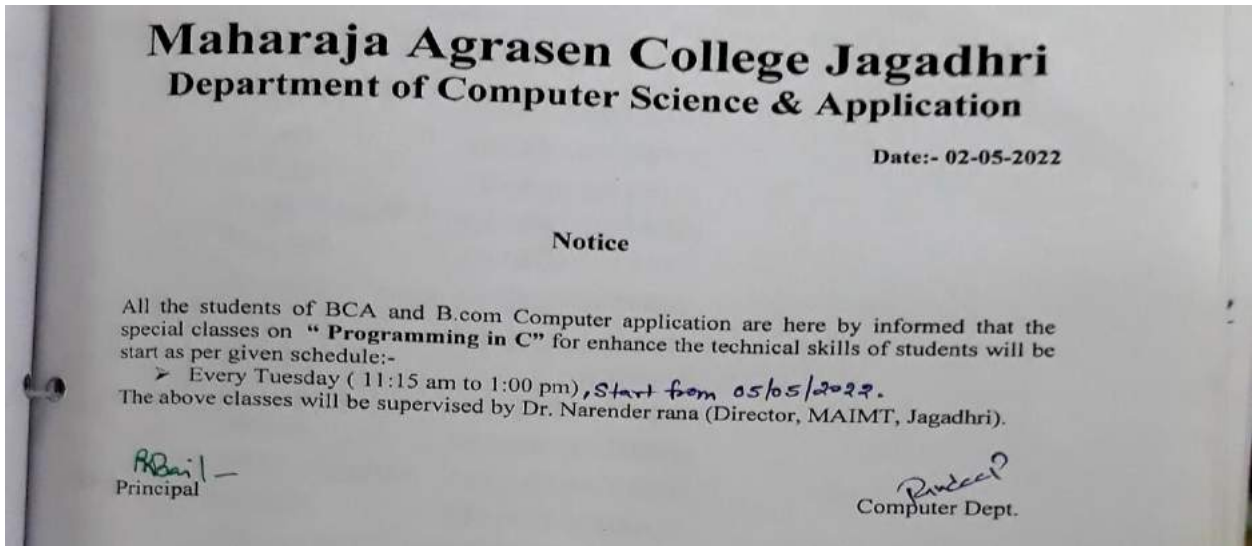 Maharaja Agrasen College Jagadhri
Department of Computer Science & Application
Date:- 02-05-2022
Notice
All the students of BCA and B.com Computer application are here by informed that the
special classes on “ Programming in C” for enhance the technical skills of students will be
start as per given schedule:-
➢ Every Tuesday ( 11:15 am to 1:00 pm), Start from 05/05/2022.
The above classes will be supervised by Dr. Narender rana (Director, MAIMT, Jagadhri).
Principal
Computer Dept.